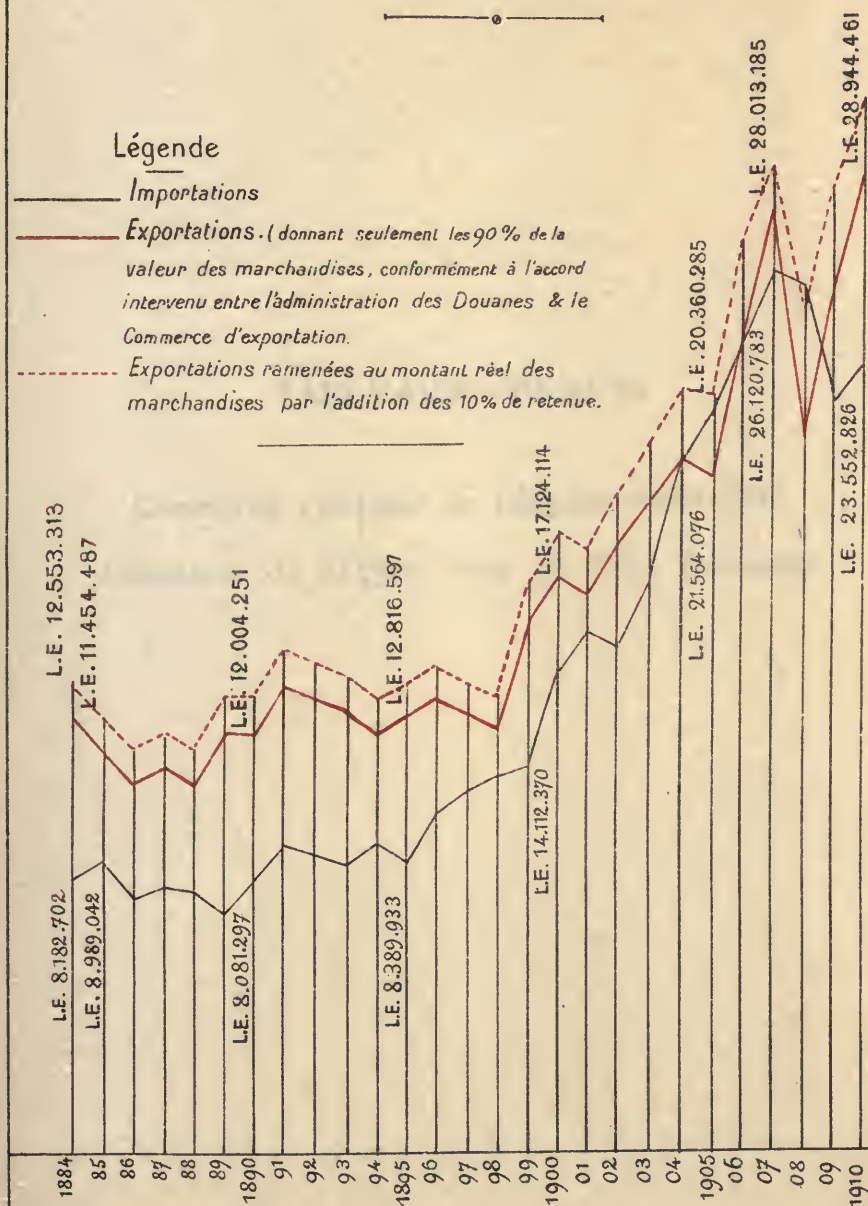 Légende
Importations
Exportations. (donnant seulement les 90 % de la
valeur des marchandises, conformément à l'accord
intervenu entre l'administration des Douanes & le
Commerce d'exportation.
Exportations ramenées au montant réel des
marchandises par l'addition des 10% de retenue.
L.E. 12.553.313
L.E. 11.454.487
L.E. 12.004.251
L.E. 12.816.597
L.E. 17.124.114
L.E. 20.360.285
L.E. 28.013.185
L.E. 28.944.461
L.E. 8.182.702
L.E. 8.989.042
L.E. 8.081.297
L.E. 8.389.933
L.E. 14.112.370
L.E. 21.564.076
L.E. 26.120.783
L.E. 23.552.826
1884
85
86
87
88
89
1890
91
92
93
94
1895
96
97
98
99
1900
01
02
03
04
1905
06
07
08
09
1910